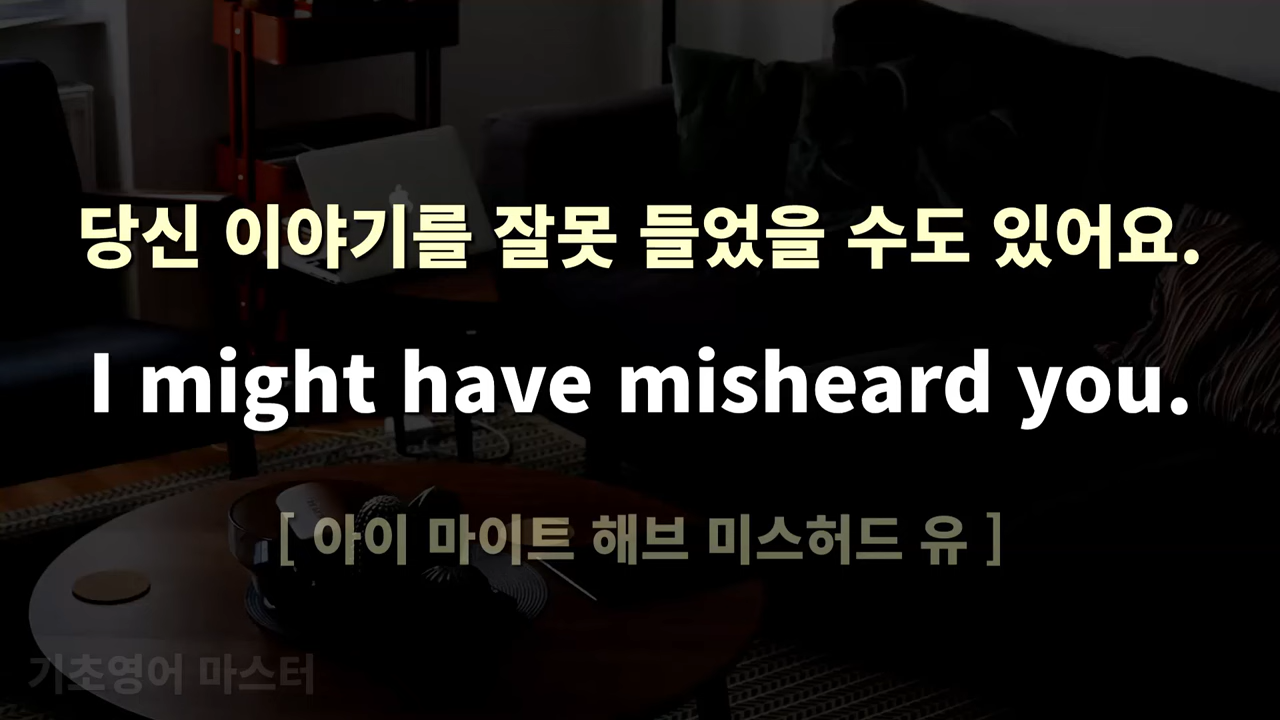 당신 이야기를 잘못 들었을 수도 있어요.
I might have misheard you.
[ 아이 마이트 해브 미스허드 유 ]
기초영어 마스터